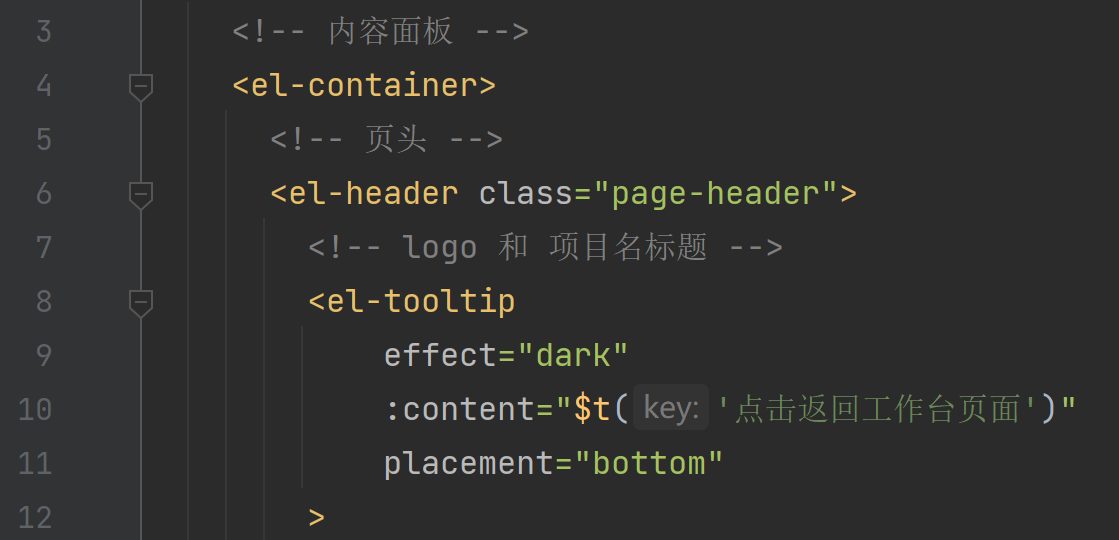 3 <!-- 内容面板 -->
4 <el-container>
5 <!-- 页头 -->
6 <el-header class="page-header">
7 <!-- logo 和 项目名标题 -->
8 <el-tooltip
9 effect="dark"
10 :content="$t( key: '点击返回工作台页面')"
11 placement="bottom"
12 >